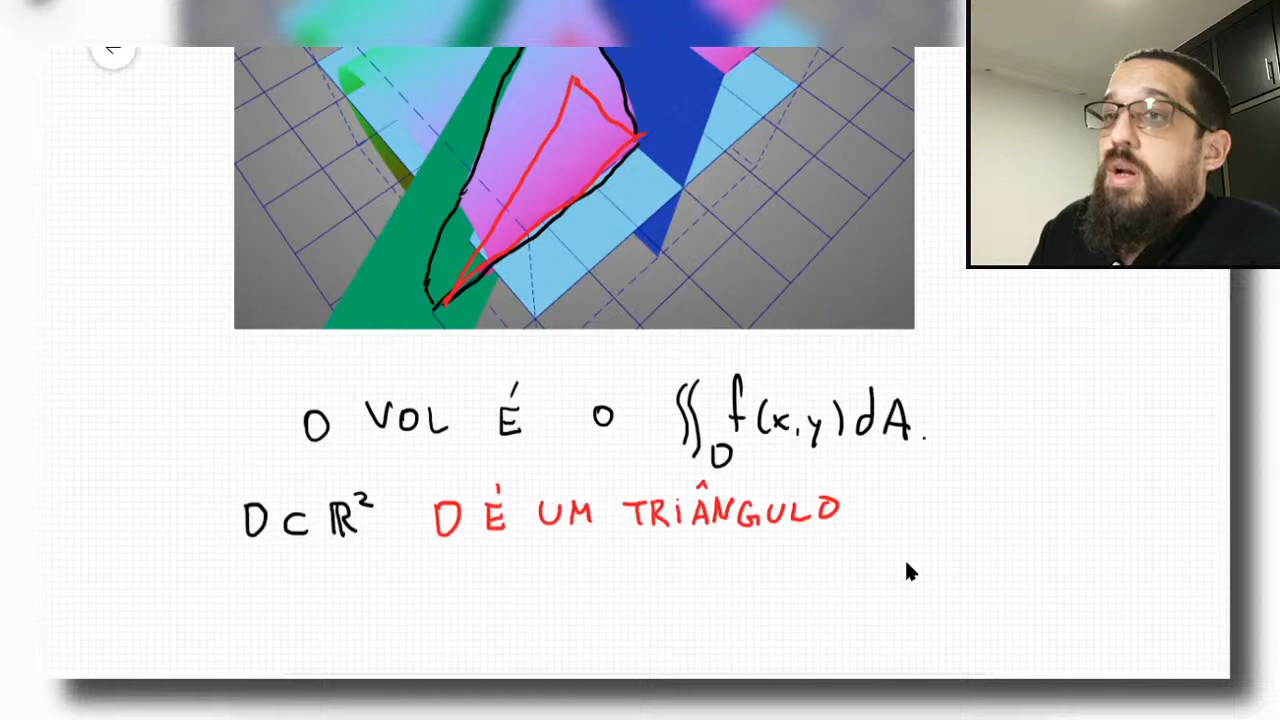 O VOL É O ∬_D f(x,y)dA.
D ⊂ ℝ² D É UM TRIÂNGULO